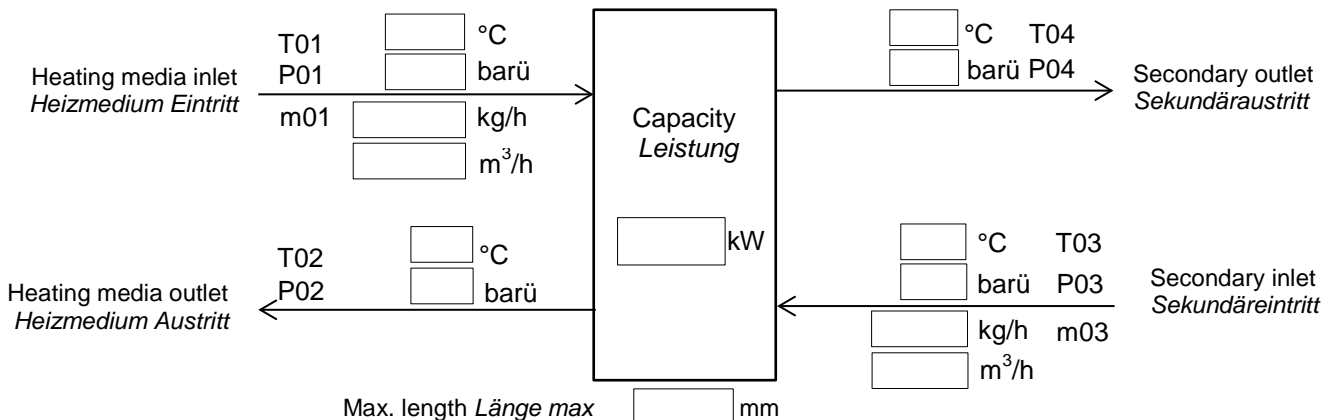 Heating media inlet
Heizmedium Eintritt
T01
P01
m01
°C
barü
kg/h
m³/h
Capacity
Leistung
kW
°C T04
barü P04
Secondary outlet
Sekundäraustritt
Heating media outlet
Heizmedium Austritt
T02
P02
°C
barü
°C T03
barü P03
kg/h m03
m³/h
Secondary inlet
Sekundäreintritt
Max. length Länge max mm